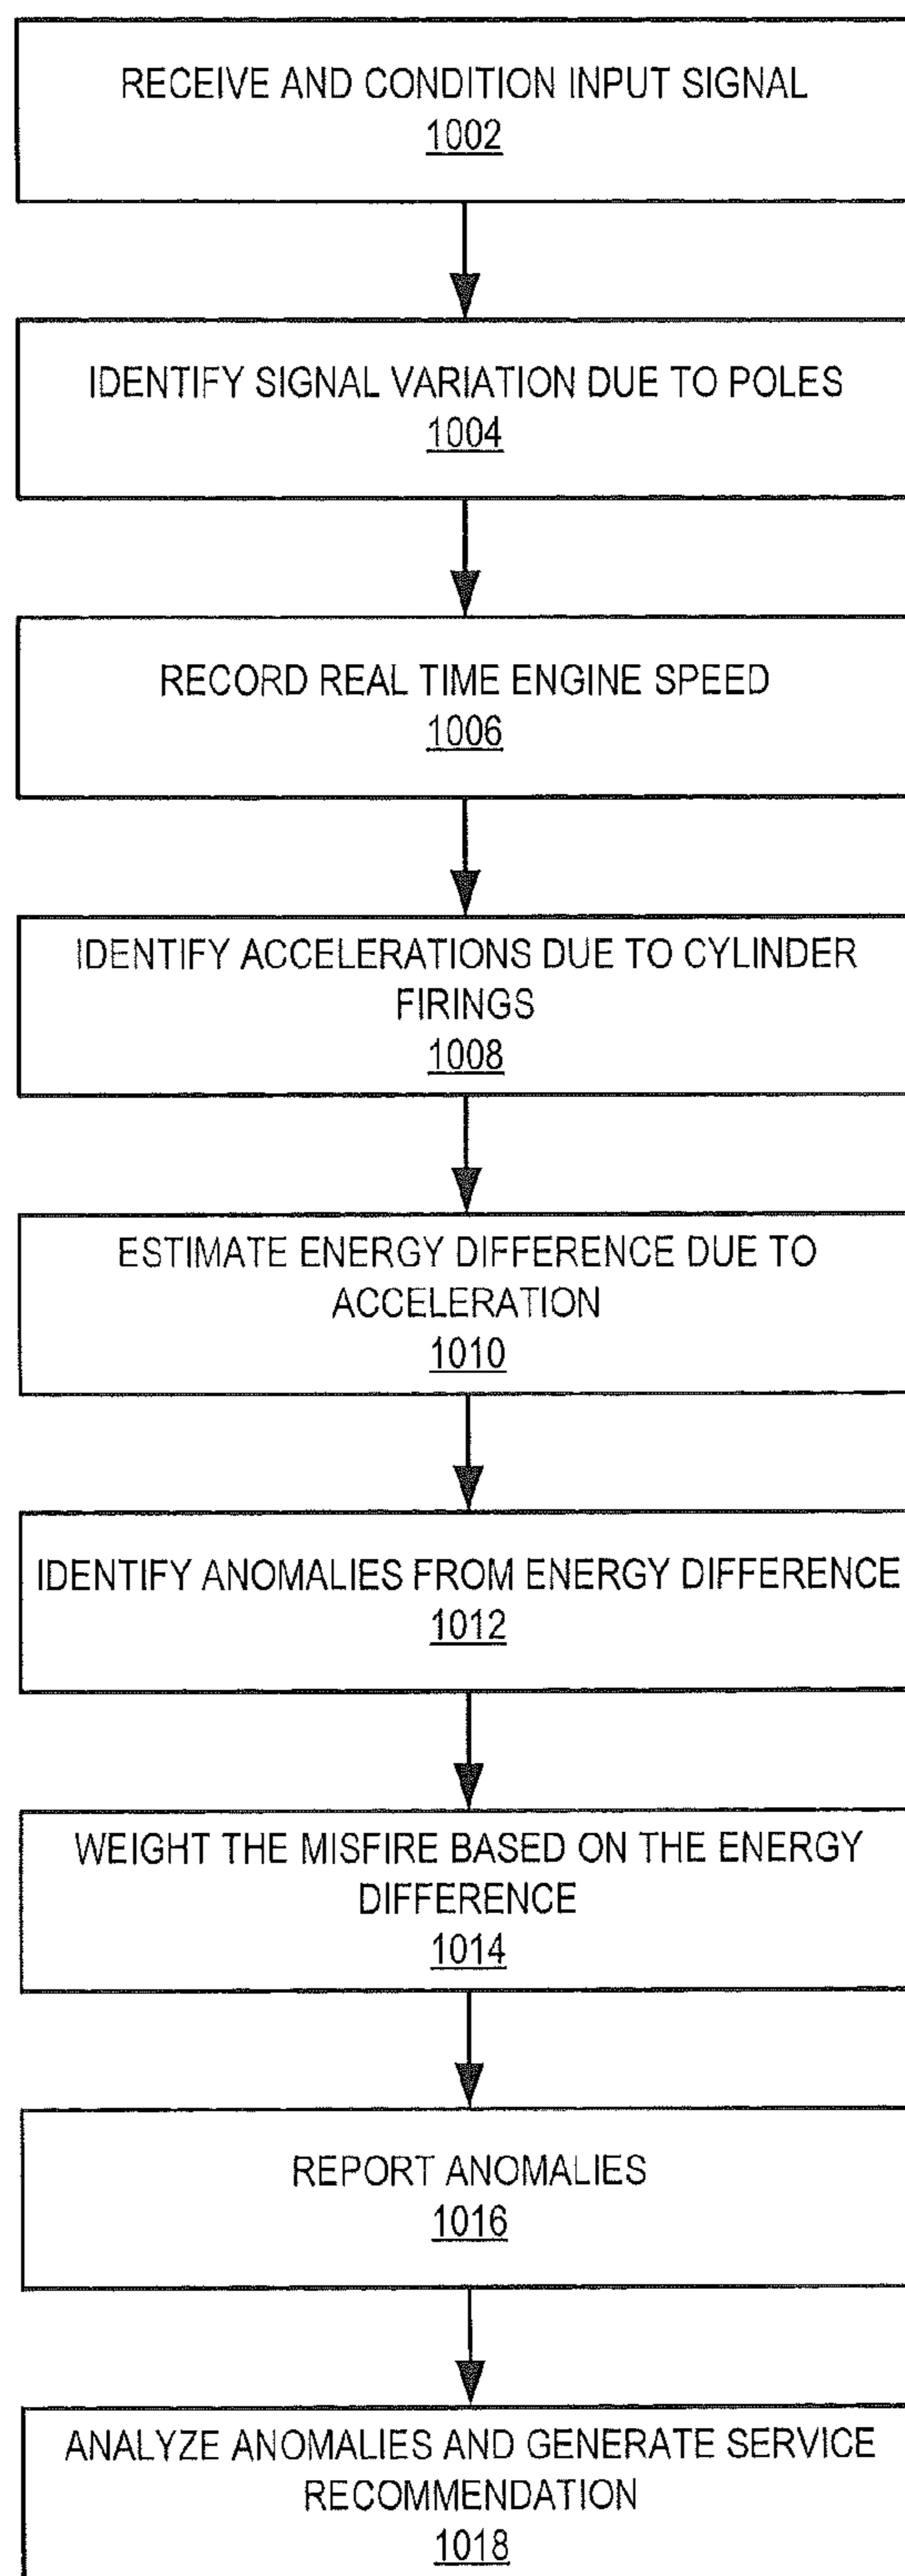 RECEIVE AND CONDITION INPUT SIGNAL
1002
IDENTIFY SIGNAL VARIATION DUE TO POLES
1004
RECORD REAL TIME ENGINE SPEED
1006
IDENTIFY ACCELERATIONS DUE TO CYLINDER
FIRINGS
1008
ESTIMATE ENERGY DIFFERENCE DUE TO
ACCELERATION
1010
IDENTIFY ANOMALIES FROM ENERGY DIFFERENCE
1012
WEIGHT THE MISFIRE BASED ON THE ENERGY
DIFFERENCE
1014
REPORT ANOMALIES
1016
ANALYZE ANOMALIES AND GENERATE SERVICE
RECOMMENDATION
1018